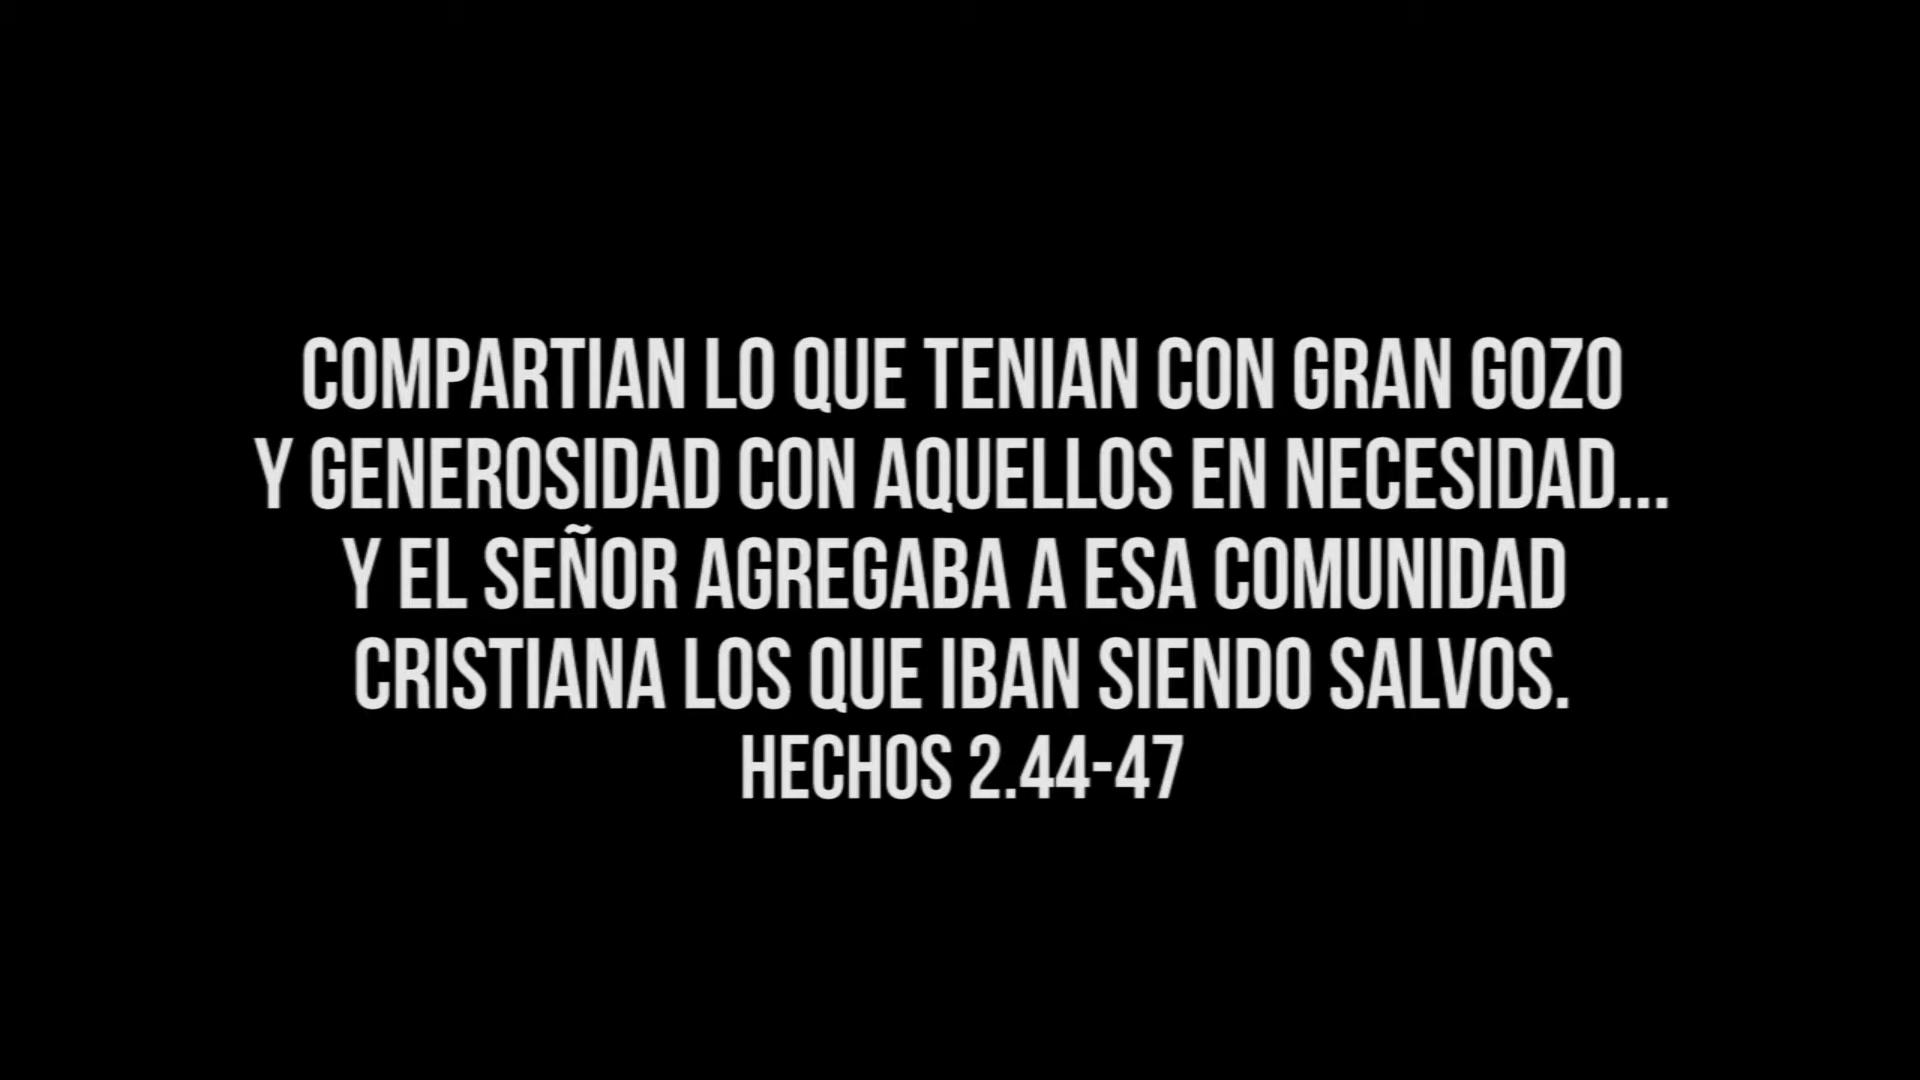 COMPARTIAN LO QUE TENIAN CON GRAN GOZO
Y GENEROSIDAD CON AQUELLOS EN NECESIDAD...
Y EL SEÑOR AGREGABA A ESA COMUNIDAD
CRISTIANA LOS QUE IBAN SIENDO SALVOS.
HECHOS 2.44-47